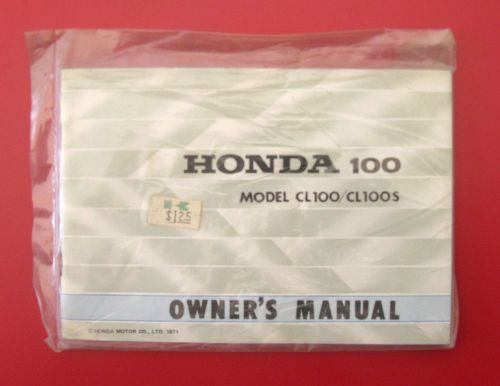 HONDA 100
MODEL CL100/CL100S
K
$1.25
OWNER'S MANUAL
© HONDA MOTOR CO., LTD. 1971